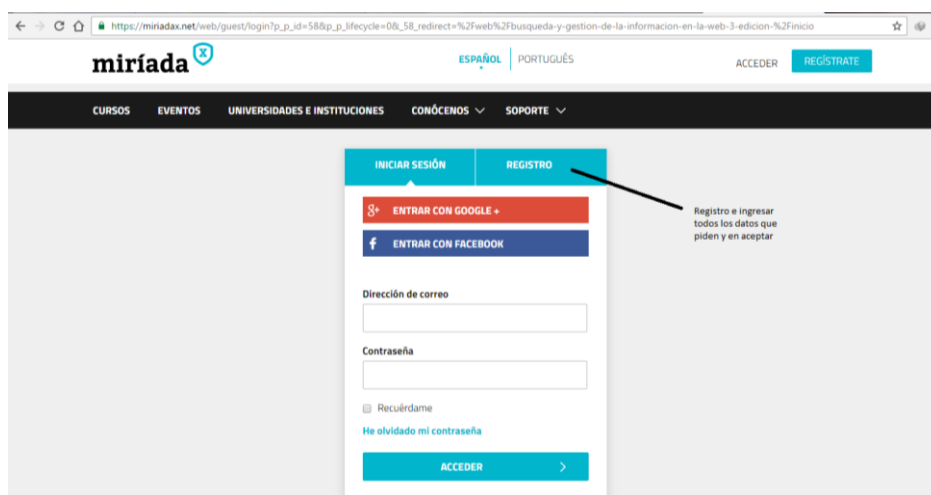 https://miriadax.net/web/guest/login?p_p_id=58&p_p_lifecycle=0&_58_redirect=%2Fweb%2Fbusqueda-y-gestion-de-la-informacion-en-la-web-3-edicion-%2Finicio
miríada X
ESPAÑOL PORTUGUÊS
ACCEDER REGÍSTRATE
CURSOS EVENTOS UNIVERSIDADES E INSTITUCIONES CONÓCENOS SOPORTE
INICIAR SESIÓN REGISTRO
g+ ENTRAR CON GOOGLE +
Registro e ingresar
todos los datos que
piden y en aceptar
f ENTRAR CON FACEBOOK
Dirección de correo
Contraseña
Recuérdame
He olvidado mi contraseña
ACCEDER